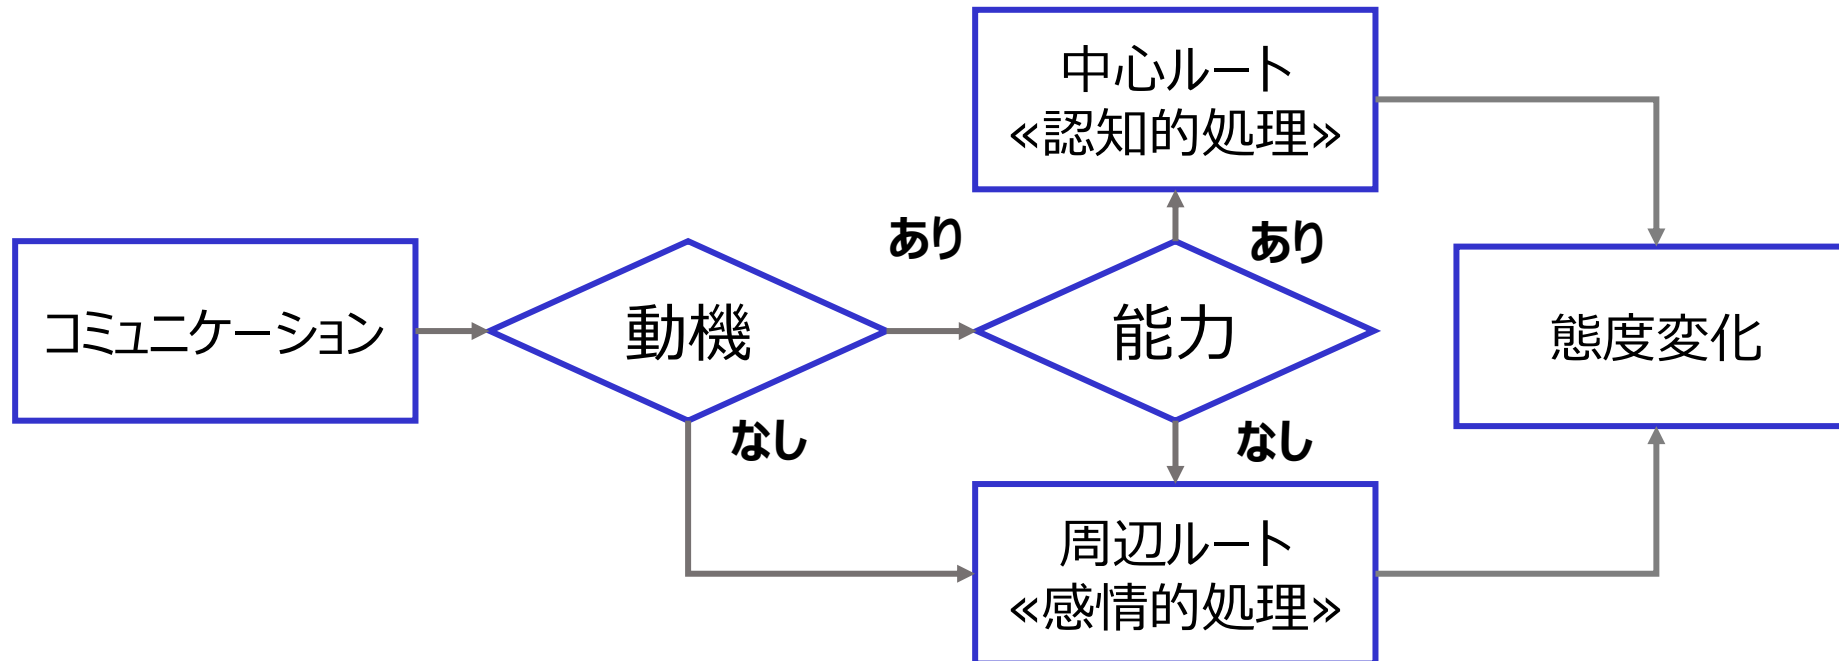 中心ルート
«認知的処理»
あり
あり
コミュニケーション
動機
能力
態度変化
なし
なし
周辺ルート
«感情的処理»